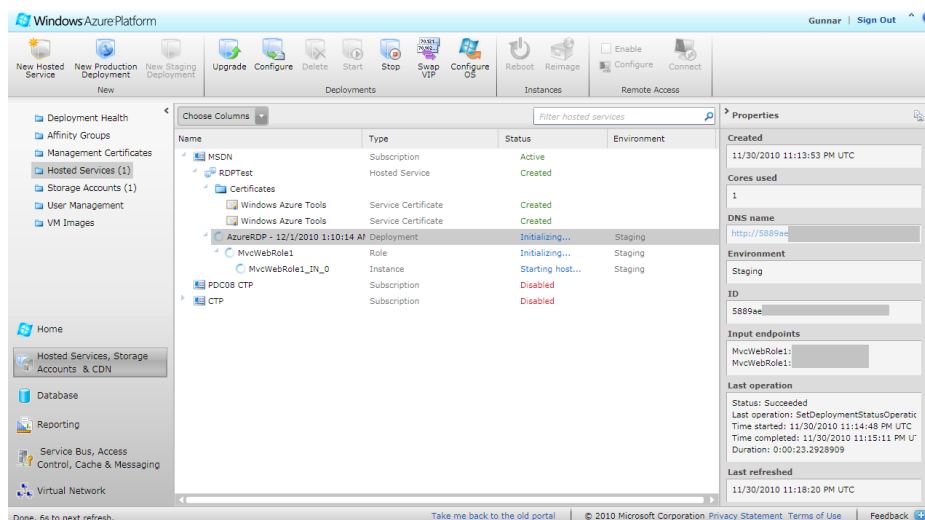 Windows Azure Platform
Gunnar | Sign Out
New Hosted Service
New Production Deployment
New Staging Deployment
New
Upgrade
Configure
Delete
Start
Stop
Swap VIP
Configure OS
Deployments
Reboot
Reimage
Instances
Enable
Configure
Connect
Remote Access
Deployment Health
Affinity Groups
Management Certificates
Hosted Services (1)
Storage Accounts (1)
User Management
VM Images
Home
Hosted Services, Storage
Accounts & CDN
Database
Reporting
Service Bus, Access
Control, Cache & Messaging
Virtual Network
Choose Columns
Filter hosted services
Name Type Status Environment
MSDN Subscription Active
RDPTest Hosted Service Created
Certificates
Windows Azure Tools Service Certificate Created
Windows Azure Tools Service Certificate Created
AzureRDP - 12/1/2010 1:10:14 Deployment Initializing... Staging
MvcWebRole1 Role Initializing... Staging
MvcWebRole1_IN_0 Instance Starting host... Staging
PDC08 CTP Subscription Disabled
CTP Subscription Disabled
Properties
Created
11/30/2010 11:13:53 PM UTC
Cores used
1
DNS name
http://5889ae
Environment
Staging
ID
5889ae
Input endpoints
MvcWebRole1:
MvcWebRole1:
Last operation
Status: Succeeded
Last operation: SetDeploymentStatusOperatic
Time started: 11/30/2010 11:14:48 PM UTC
Time completed: 11/30/2010 11:15:11 PM U
Duration: 0:00:23.2928909
Last refreshed
11/30/2010 11:18:20 PM UTC
Done. 6s to next refresh.
Take me back to the old portal | © 2010 Microsoft Corporation Privacy Statement Terms of Use | Feedback